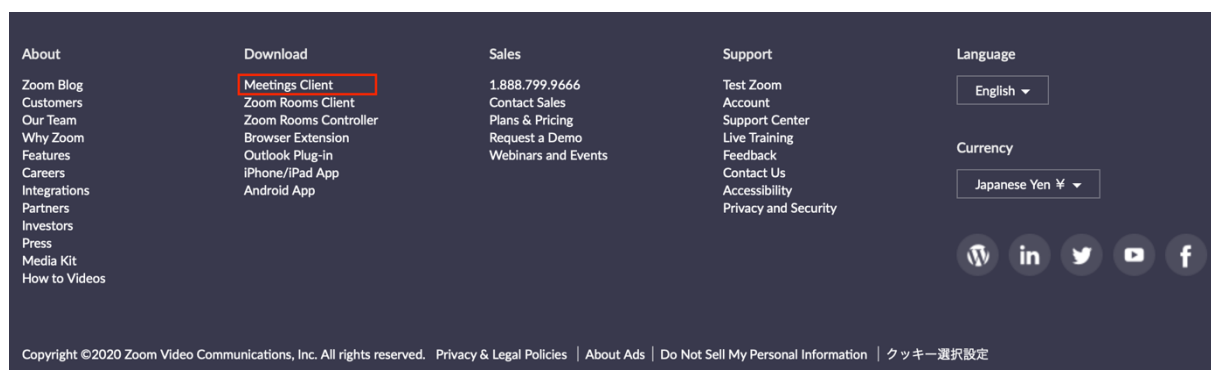 About
Zoom Blog
Customers
Our Team
Why Zoom
Features
Careers
Integrations
Partners
Investors
Press
Media Kit
How to Videos
Download
Meetings Client
Zoom Rooms Client
Zoom Rooms Controller
Browser Extension
Outlook Plug-in
iPhone/iPad App
Android App
Sales
1.888.799.9666
Contact Sales
Plans & Pricing
Request a Demo
Webinars and Events
Support
Test Zoom
Account
Support Center
Live Training
Feedback
Contact Us
Accessibility
Privacy and Security
Language
English
Currency
Japanese Yen ¥
Copyright ©2020 Zoom Video Communications, Inc. All rights reserved. Privacy & Legal Policies | About Ads | Do Not Sell My Personal Information | クッキー選択設定